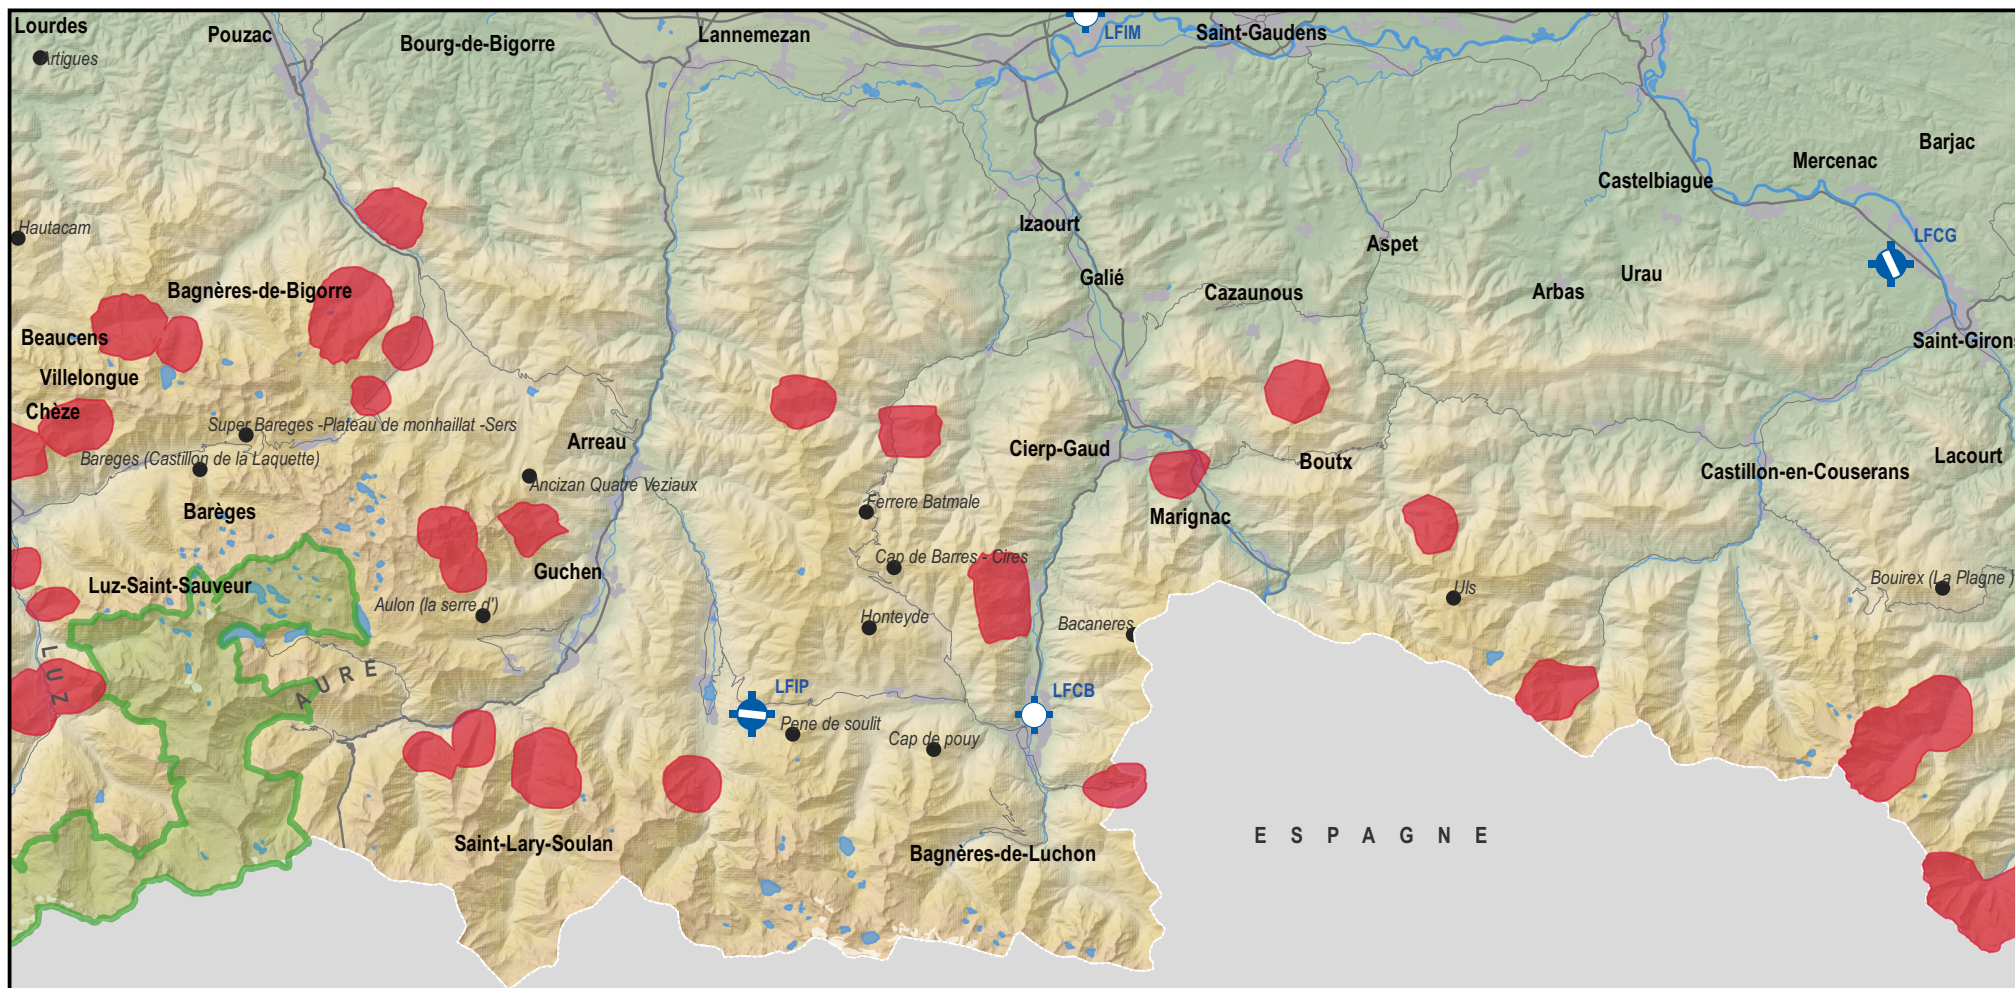 Lourdes
Artigues
Pouzac
Bourg-de-Bigorre
Lannemezan
LFIM
Saint-Gaudens
Barjac
Mercenac
Castelbiague
Hautacam
Izaourt
Aspet
LFCG
Urau
Arbas
Galié
Cazaunous
Bagnères-de-Bigorre
Beaucens
Saint-Girons
Villelongue
Chèze
Super Bareges -Plateau de monhaillat -Sers
Arreau
Cierp-Gaud
Bareges (Castillon de la Laquette)
Boutx
Castillon-en-Couserans
Lacourt
Ancizan Quatre Veziaux
Ferrere Batmale
Barèges
Marignac
Cap de Barres - Cires
Guchen
Luz-Saint-Sauveur
Aulon (la serre d')
Honteyde
Bacaneres
Uls
Bouirex (La Plagne )
LUZ
AURE
LFIP
LFCB
Pene de soulit
Cap de pouy
Saint-Lary-Soulan
Bagnères-de-Luchon
ESPAGNE